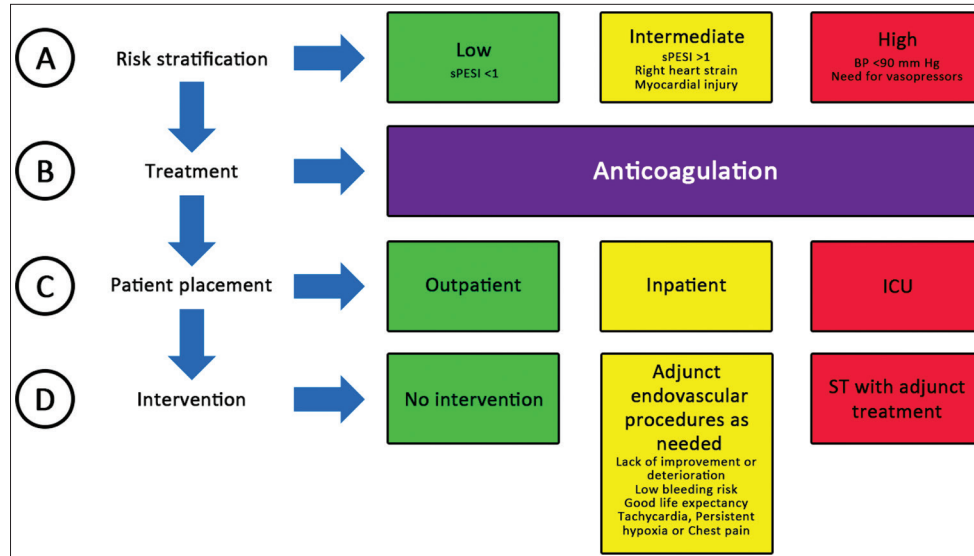 A
Risk stratification
Low
sPESI <1
Intermediate
sPESI >1
Right heart strain
Myocardial injury
High
BP <90 mm Hg
Need for vasopressors
B
Treatment
Anticoagulation
C
Patient placement
Outpatient
Inpatient
ICU
D
Intervention
No intervention
Adjunct
endovascular
procedures as
needed
Lack of improvement or
deterioration
Low bleeding risk
Good life expectancy
Tachycardia, Persistent
hypoxia or Chest pain
ST with adjunct
treatment